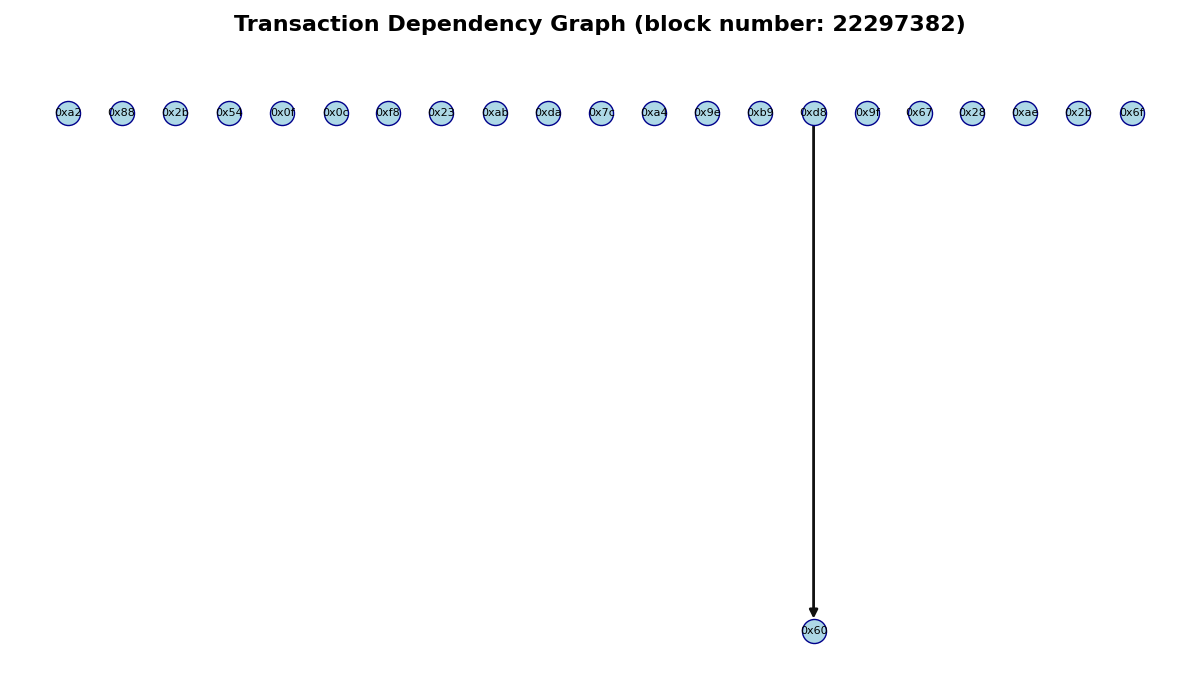 Transaction Dependency Graph (block number: 22297382)
0xa2 0x88 0x2b 0x54 0x0f 0x0c 0xf8 0x23 0xab 0xda 0x7c 0xa4 0x9e 0xb9 0xd8 0x9f 0x67 0x28 0xae 0x2b 0x6f
0x60